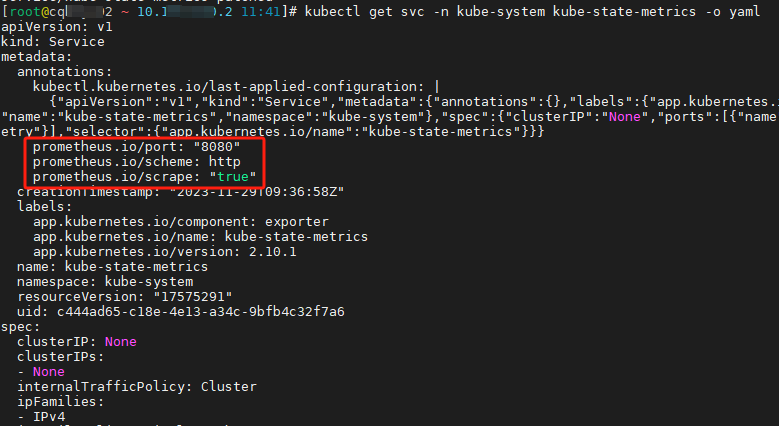 [root@cq 02 ~ 10.1 0.2 11:41]# kubectl get svc -n kube-system kube-state-metrics -o yaml
apiVersion: v1
kind: Service
metadata:
  annotations:
    kubectl.kubernetes.io/last-applied-configuration: |
      {"apiVersion":"v1","kind":"Service","metadata":{"annotations":{},"labels":{"app.kubernetes.
"name":"kube-state-metrics","namespace":"kube-system"},"spec":{"clusterIP":"None","ports":[{"name
etry"}],"selector":{"app.kubernetes.io/name":"kube-state-metrics"}}}
    prometheus.io/port: "8080"
    prometheus.io/scheme: http
    prometheus.io/scrape: "true"
  creationTimestamp: "2023-11-29T09:36:58Z"
  labels:
    app.kubernetes.io/component: exporter
    app.kubernetes.io/name: kube-state-metrics
    app.kubernetes.io/version: 2.10.1
  name: kube-state-metrics
  namespace: kube-system
  resourceVersion: "17575291"
  uid: c444ad65-c18e-4e13-a34c-9bfb4c32f7a6
spec:
  clusterIP: None
  clusterIPs:
  - None
  internalTrafficPolicy: Cluster
  ipFamilies:
  - IPv4